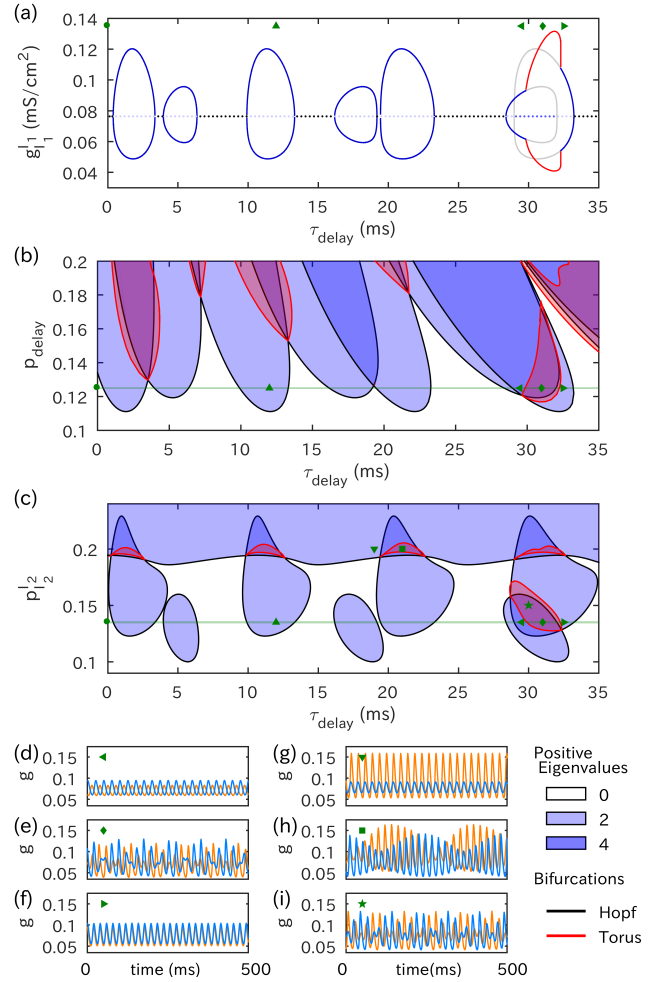 (a)
0.14
0.12
0.10
0.08
0.06
0.04
g_{I_1}^{I_1} (mS/cm²)
0 5 10 15 20 25 30 35
τ_delay (ms)
(b)
0.2
0.18
0.16
0.14
0.12
0.1
p_delay
0 5 10 15 20 25 30 35
τ_delay (ms)
(c)
0.2
0.15
0.1
p_{I_2}^{I_2}
0 5 10 15 20 25 30 35
τ_delay (ms)
(d)
g
0.15
0.1
0.05
(g)
g
0.15
0.1
0.05
(e)
g
0.15
0.1
0.05
(h)
g
0.15
0.1
0.05
(f)
g
0.15
0.1
0.05
0 time (ms) 500
(i)
g
0.15
0.1
0.05
0 time(ms) 500
Positive
Eigenvalues
0
2
4
Bifurcations
Hopf
Torus